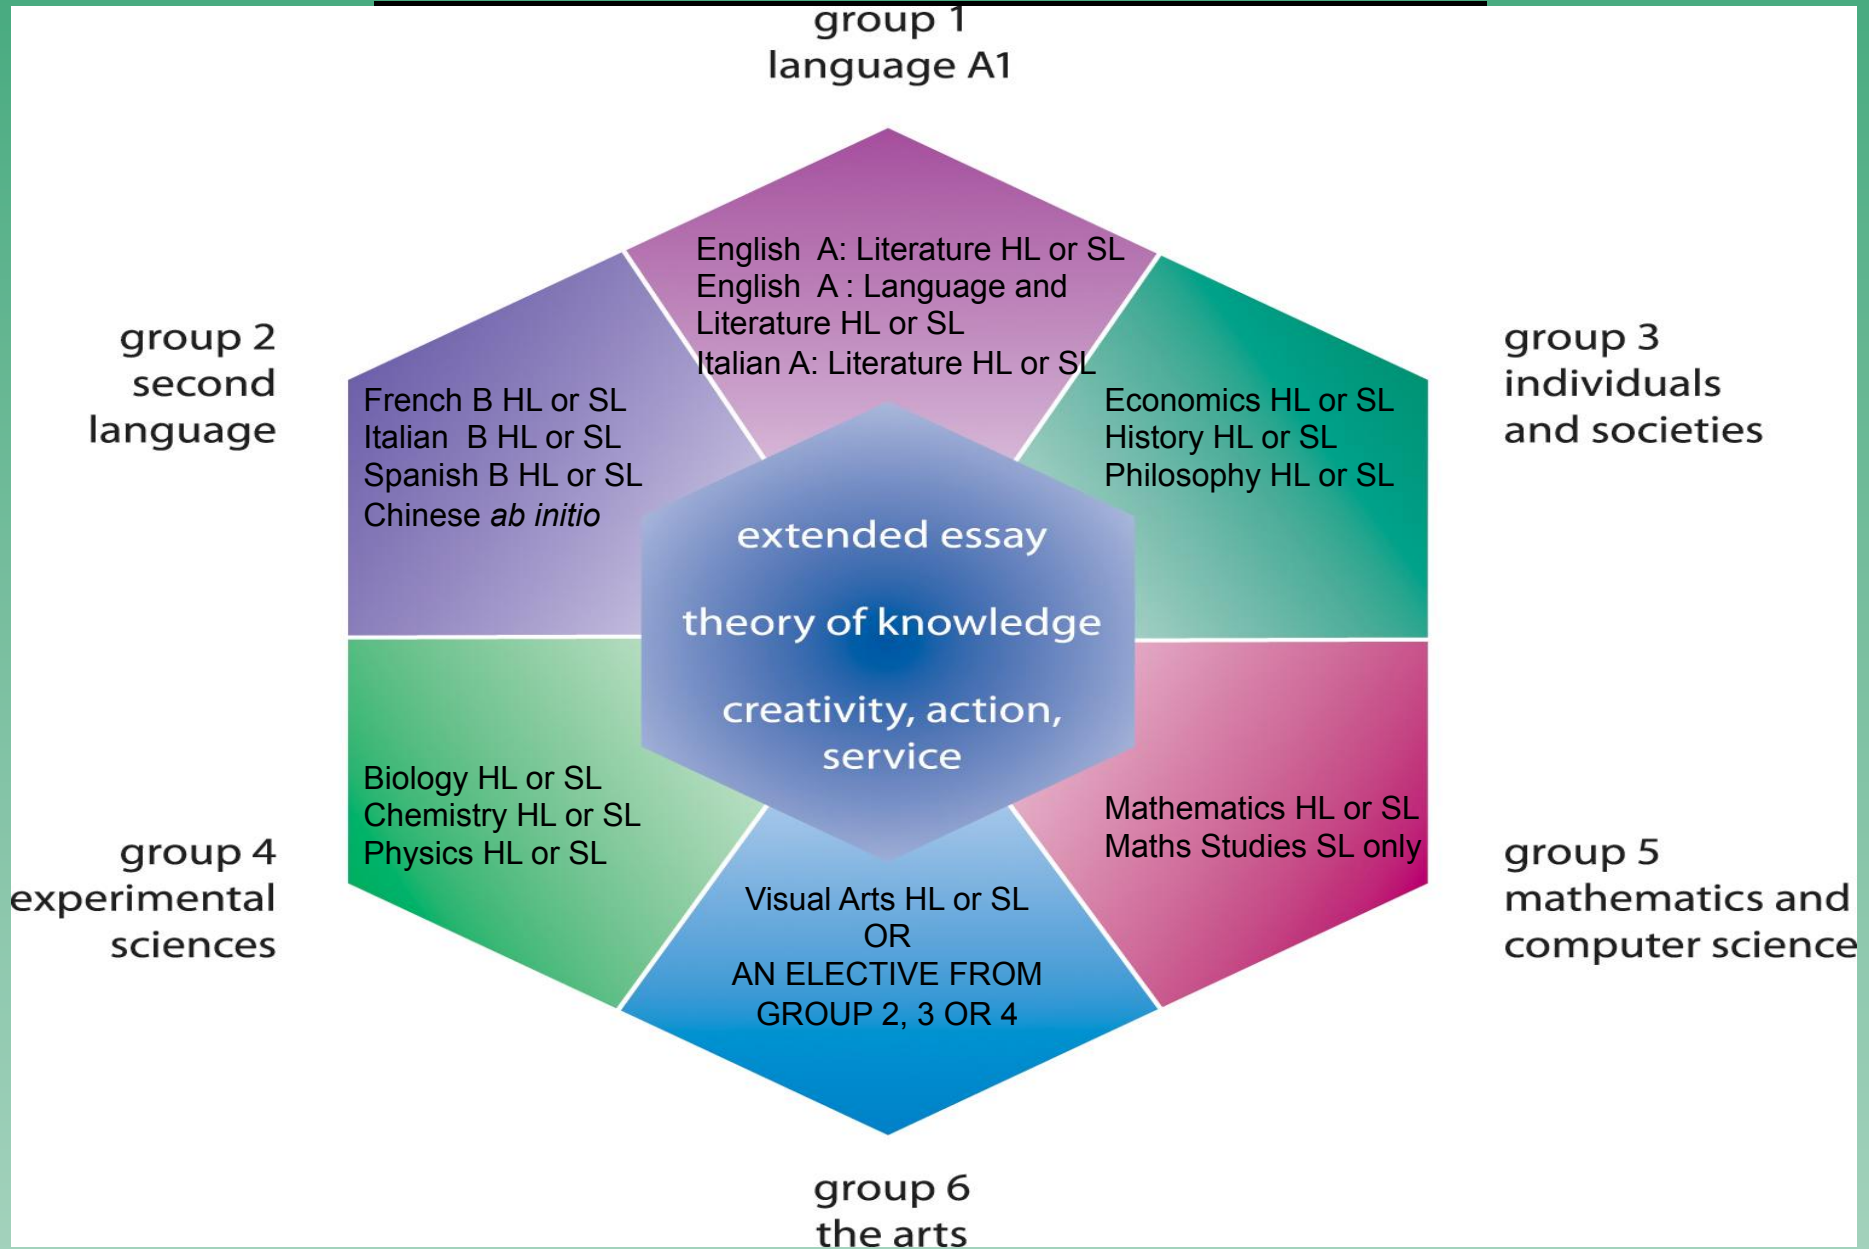 group 1
language A1
English  A: Literature HL or SL
English  A : Language and
Literature HL or SL
Italian A: Literature HL or SL
group 2
second
language
French B HL or SL
Italian  B HL or SL
Spanish B HL or SL
Chinese ab initio
group 3
individuals
and societies
Economics HL or SL
History HL or SL
Philosophy HL or SL
extended essay
theory of knowledge
creativity, action,
service
group 4
experimental
sciences
Biology HL or SL
Chemistry HL or SL
Physics HL or SL
group 5
mathematics and
computer science
Mathematics HL or SL
Maths Studies SL only
Visual Arts HL or SL
OR
AN ELECTIVE FROM
GROUP 2, 3 OR 4
group 6
the arts